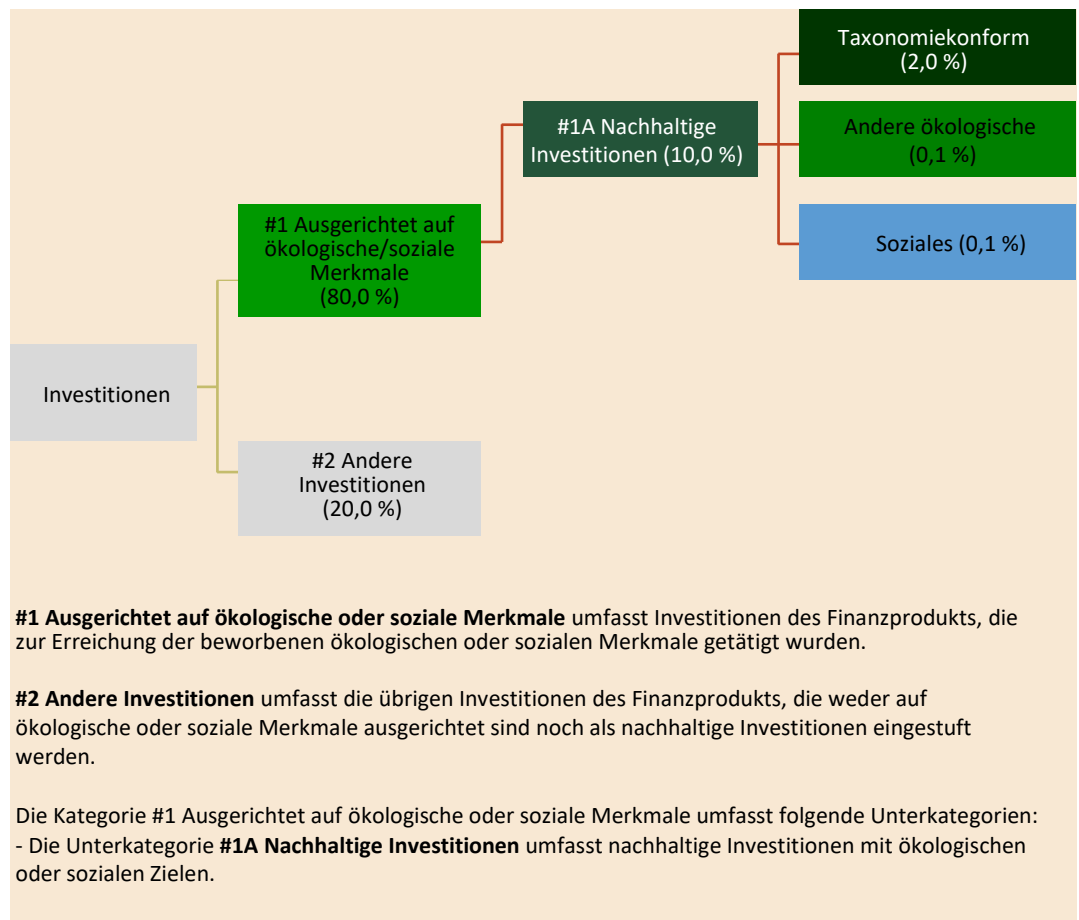 Taxonomiekonform
(2,0 %)
#1A Nachhaltige
Investitionen (10,0 %)
Andere ökologische
(0,1 %)
#1 Ausgerichtet auf
ökologische/soziale
Merkmale
(80,0 %)
Soziales (0,1 %)
Investitionen
#2 Andere
Investitionen
(20,0 %)
#1 Ausgerichtet auf ökologische oder soziale Merkmale umfasst Investitionen des Finanzprodukts, die
zur Erreichung der beworbenen ökologischen oder sozialen Merkmale getätigt wurden.
#2 Andere Investitionen umfasst die übrigen Investitionen des Finanzprodukts, die weder auf
ökologische oder soziale Merkmale ausgerichtet sind noch als nachhaltige Investitionen eingestuft
werden.
Die Kategorie #1 Ausgerichtet auf ökologische oder soziale Merkmale umfasst folgende Unterkategorien:
- Die Unterkategorie #1A Nachhaltige Investitionen umfasst nachhaltige Investitionen mit ökologischen
oder sozialen Zielen.